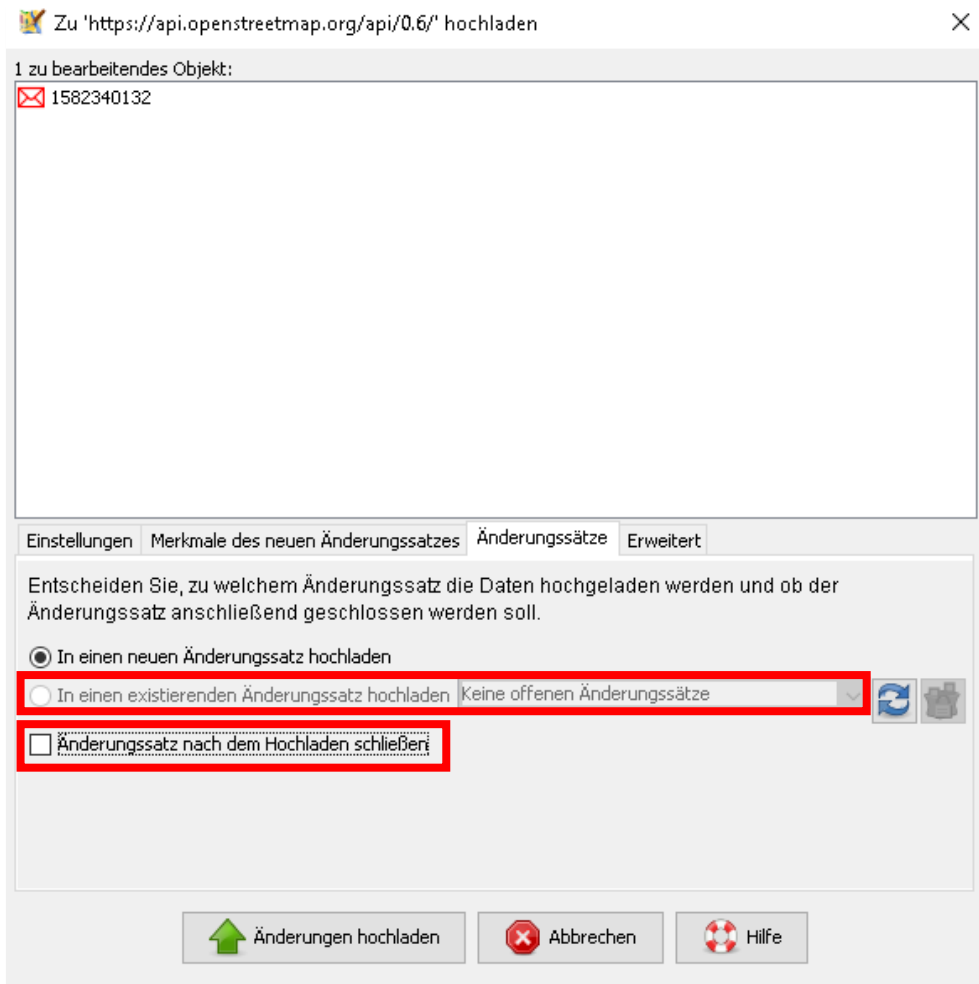 Zu 'https://api.openstreetmap.org/api/0.6/' hochladen
1 zu bearbeitendes Objekt:
1582340132
Einstellungen Merkmale des neuen Änderungssatzes Änderungssätze Erweitert
Entscheiden Sie, zu welchem Änderungssatz die Daten hochgeladen werden und ob der
Änderungssatz anschließend geschlossen werden soll.
In einen neuen Änderungssatz hochladen
In einen existierenden Änderungssatz hochladen Keine offenen Änderungssätze
Änderungssatz nach dem Hochladen schließen
Änderungen hochladen Abbrechen Hilfe